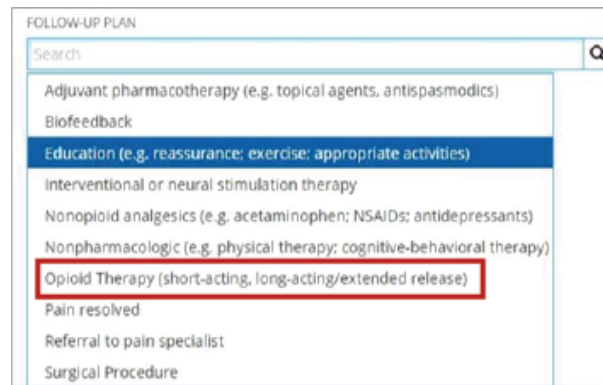 FOLLOW-UP PLAN
Search
Adjuvant pharmacotherapy (e.g. topical agents, antispasmodics)
Biofeedback
Education (e.g. reassurance; exercise; appropriate activities)
Interventional or neural stimulation therapy
Nonopioid analgesics (e.g. acetaminophen; NSAIDs; antidepressants)
Nonpharmacologic (e.g. physical therapy; cognitive-behavioral therapy)
Opioid Therapy (short-acting, long-acting/extended release)
Pain resolved
Referral to pain specialist
Surgical Procedure